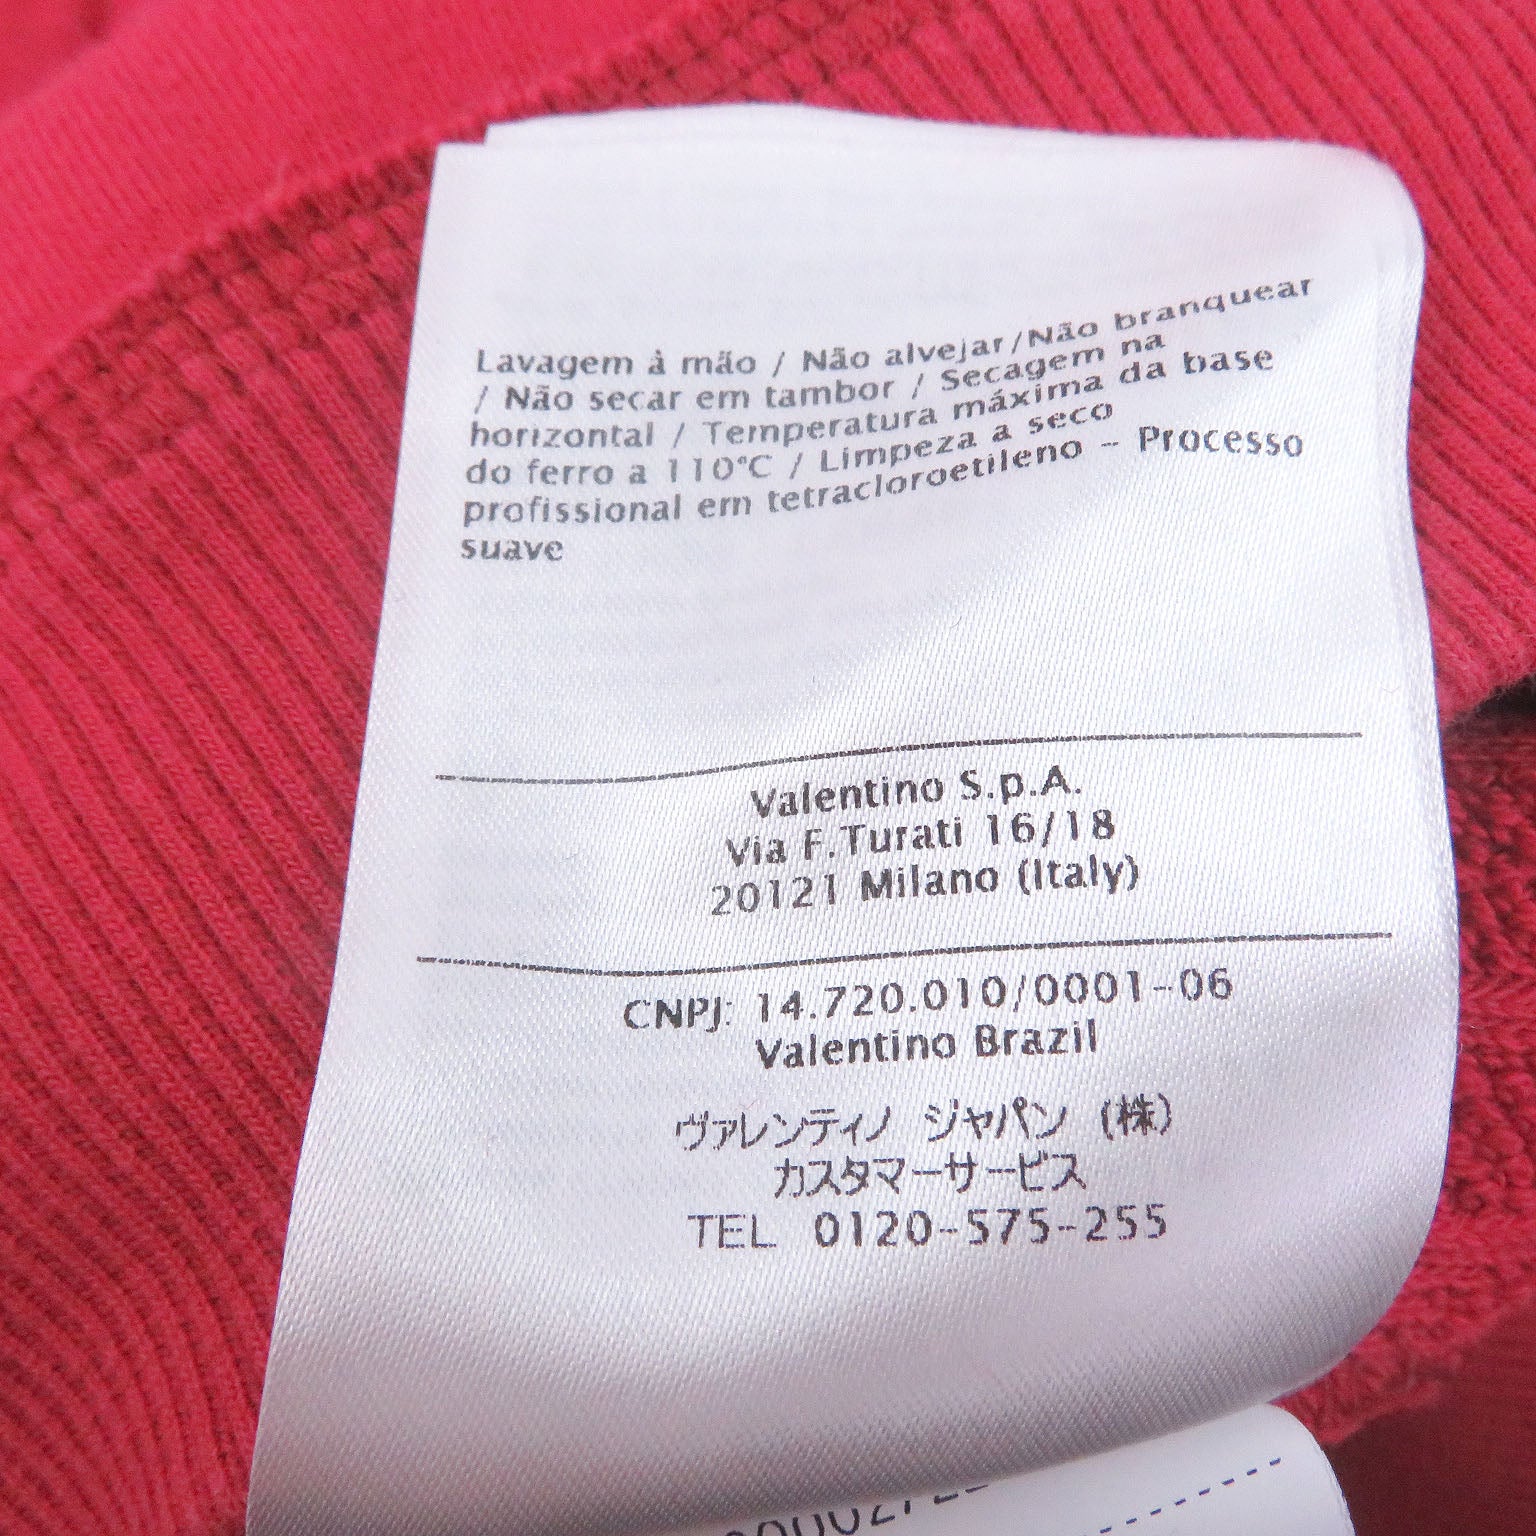 Lavagem à mão / Não alvejar/Não branquear
/ Não secar em tambor / Secagem na
horizontal / Temperatura máxima da base
do ferro a 110°C / Limpeza a seco
profissional em tetracloroetileno - Processo
suave
Valentino S.p.A.
Via F.Turati 16/18
20121 Milano (Italy)
CNPJ: 14.720.010/0001-06
Valentino Brazil
ヴァレンティノ ジャパン (株)
カスタマーサービス
TEL 0120-575-255